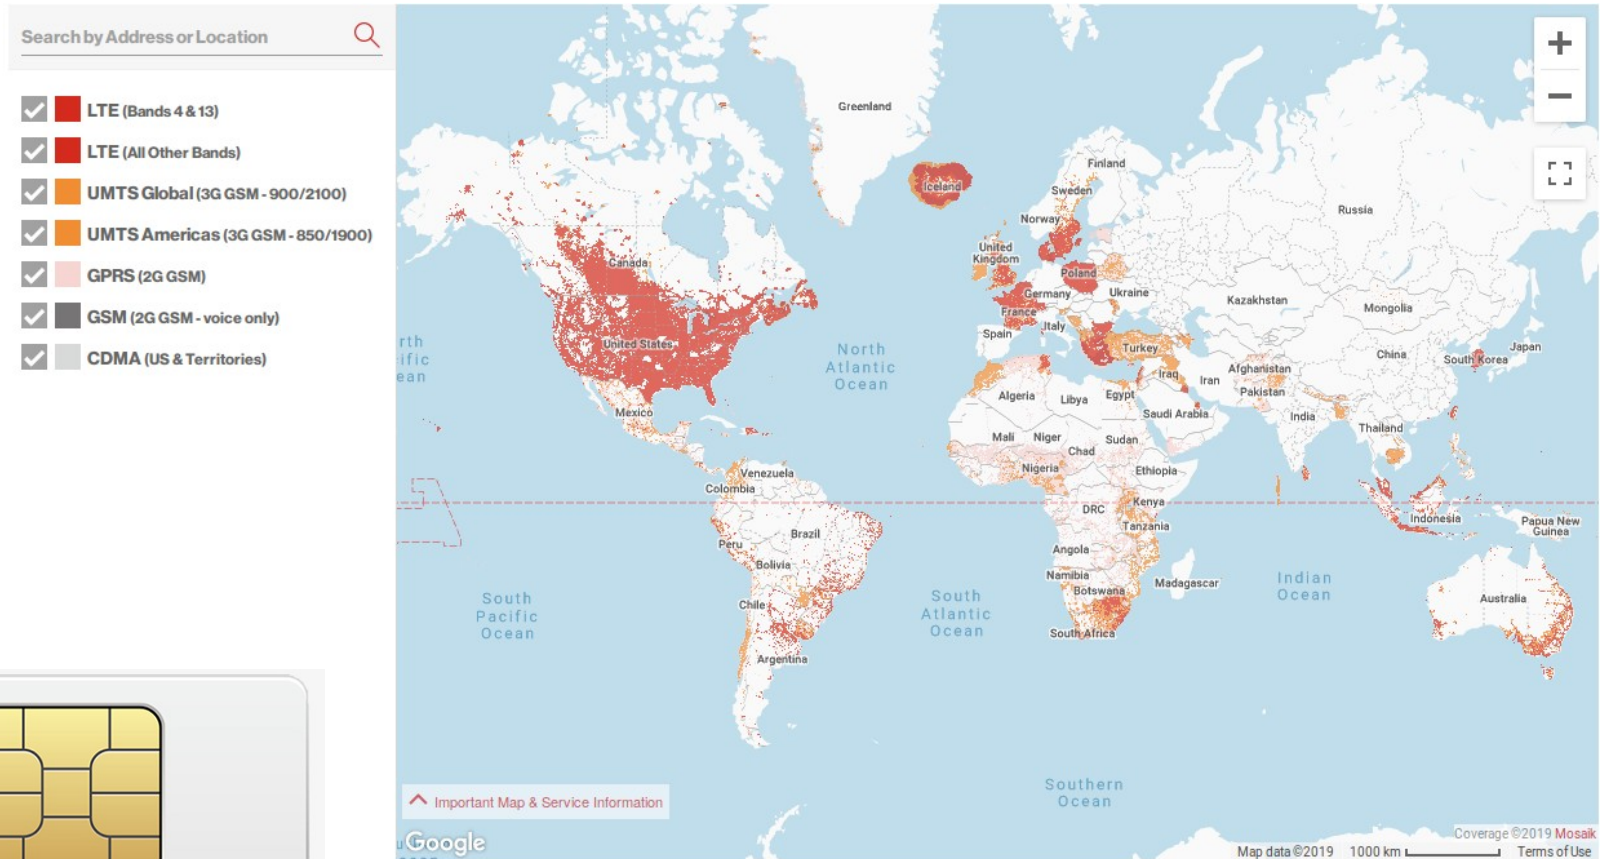 Search by Address or Location
LTE (Bands 4 & 13)
LTE (All Other Bands)
UMTS Global (3G GSM - 900/2100)
UMTS Americas (3G GSM - 850/1900)
GPRS (2G GSM)
GSM (2G GSM - voice only)
CDMA (US & Territories)
Greenland
Iceland
Finland
Sweden
Norway
Russia
United
Kingdom
Poland
Germany
Ukraine
France
Spain
Italy
Turkey
Kazakhstan
Mongolia
China
South Korea
Japan
Canada
United States
Mexico
North
Atlantic
Ocean
rth
ific
ean
Algeria
Libya
Egypt
Iraq
Iran
Afghanistan
Pakistan
Saudi Arabia
India
Thailand
Mali
Niger
Chad
Sudan
Nigeria
Ethiopia
Venezuela
Colombia
DRC
Kenya
Tanzania
Indonesia
Papua New
Guinea
Peru
Brazil
Bolivia
Angola
Namibia
Botswana
Madagascar
Chile
South Africa
Argentina
South
Pacific
Ocean
South
Atlantic
Ocean
Indian
Ocean
Australia
Southern
Ocean
Important Map & Service Information
Google
Coverage ©2019 Mosaik
Map data ©2019 1000 km Terms of Use